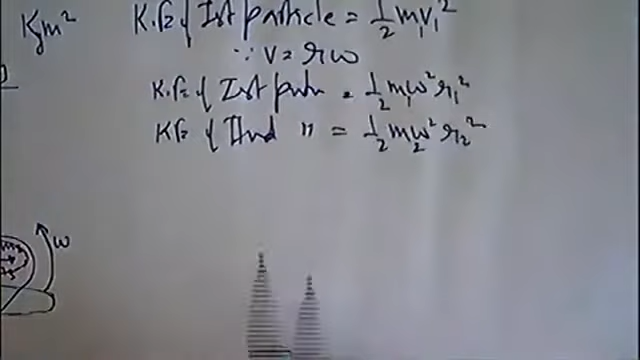 Kgm²
K.E of Ist particle = 1/2 m₁v₁²
∵ v = rω
K.E of Ist part. = 1/2 m₁ω²r₁²
KE of IInd " = 1/2 m₂ω²r₂²
ω